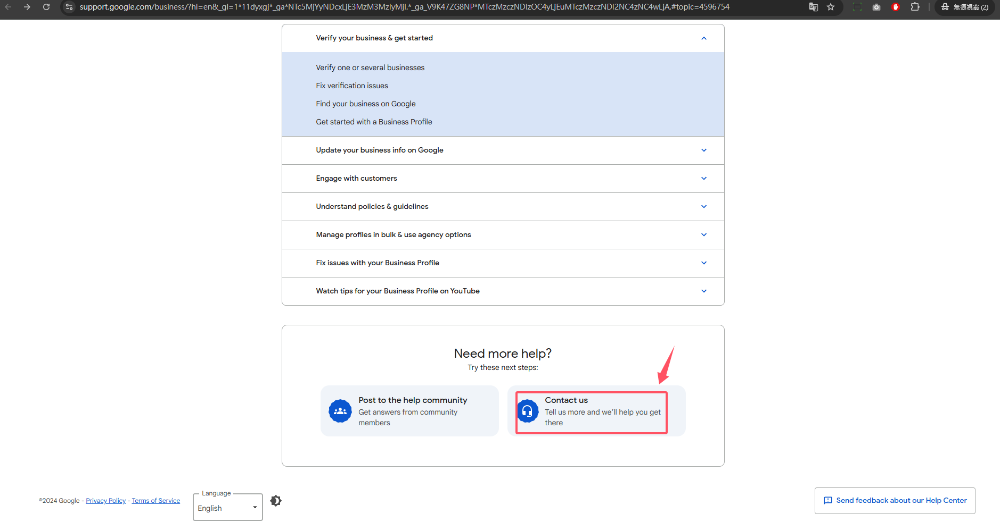 support.google.com/business/?hl=en&_gl=1*11dyxgj*_ga*NTc5MjYyNDcxLjE3MzM3MzIyMjI.*_ga_V9K47ZG8NP*MTczMzczNDIzOC4yLjEuMTczMzczNDI2NC4zNC4wLjA.#topic=4596754
無痕視窗 (2)
Verify your business & get started
Verify one or several businesses
Fix verification issues
Find your business on Google
Get started with a Business Profile
Update your business info on Google
Engage with customers
Understand policies & guidelines
Manage profiles in bulk & use agency options
Fix issues with your Business Profile
Watch tips for your Business Profile on YouTube
Need more help?
Try these next steps:
Post to the help community
Get answers from community
members
Contact us
Tell us more and we'll help you get
there
©2024 Google - Privacy Policy - Terms of Service
Language
English
Send feedback about our Help Center